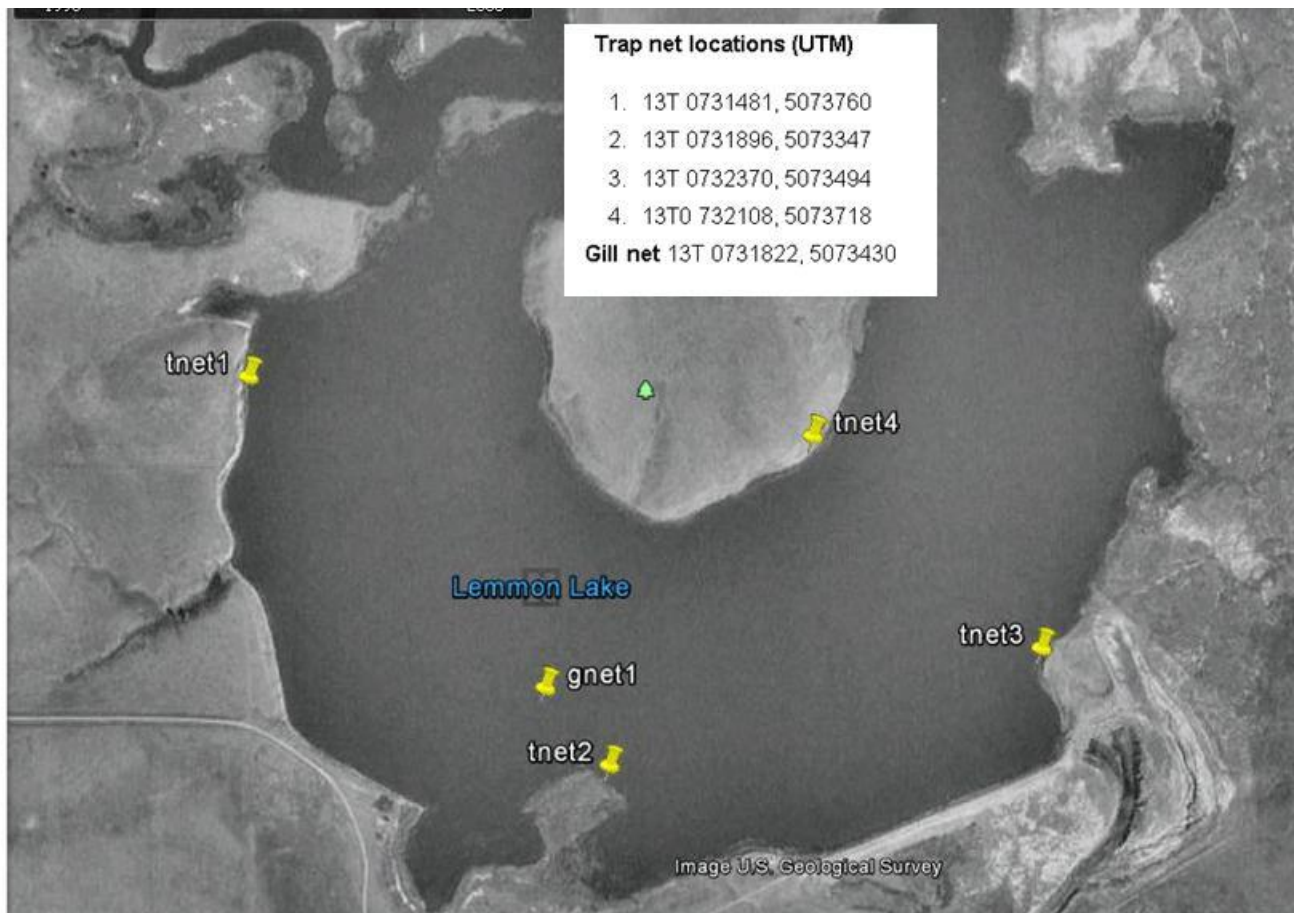 Trap net locations (UTM)
1. 13T 0731481, 5073760
2. 13T 0731896, 5073347
3. 13T 0732370, 5073494
4. 13T0 732108, 5073718
Gill net 13T 0731822, 5073430
tnet1
tnet4
Lemmon Lake
tnet3
gnet1
tnet2
Image U.S. Geological Survey